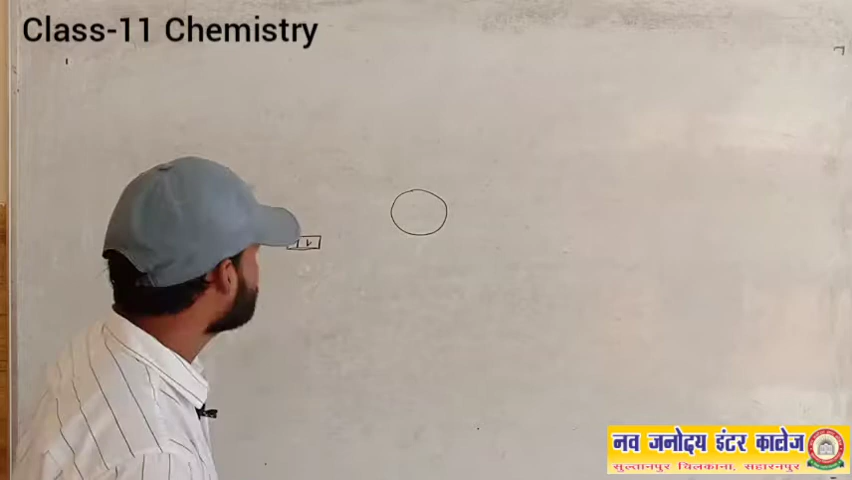 Class-11 Chemistry
नव जनोदय इंटर कालेज
सुल्तानपुर चिलकाना, सहारनपुर